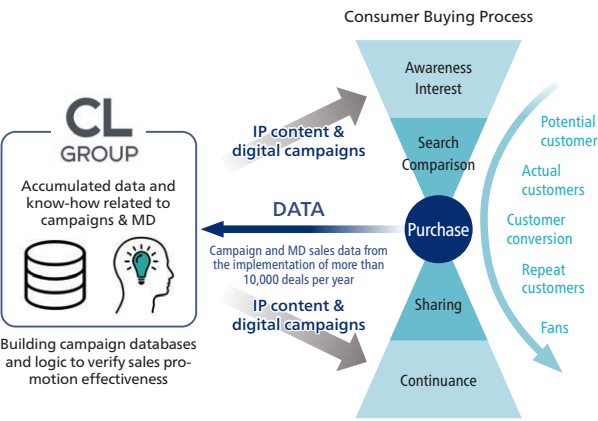 Consumer Buying Process
CL
GROUP
Accumulated data and
know-how related to
campaigns & MD
Building campaign databases
and logic to verify sales pro-
motion effectiveness
IP content &
digital campaigns
DATA
Campaign and MD sales data from
the implementation of more than
10,000 deals per year
IP content &
digital campaigns
Awareness
Interest
Search
Comparison
Purchase
Sharing
Continuance
Potential
customer
Actual
customers
Customer
conversion
Repeat
customers
Fans